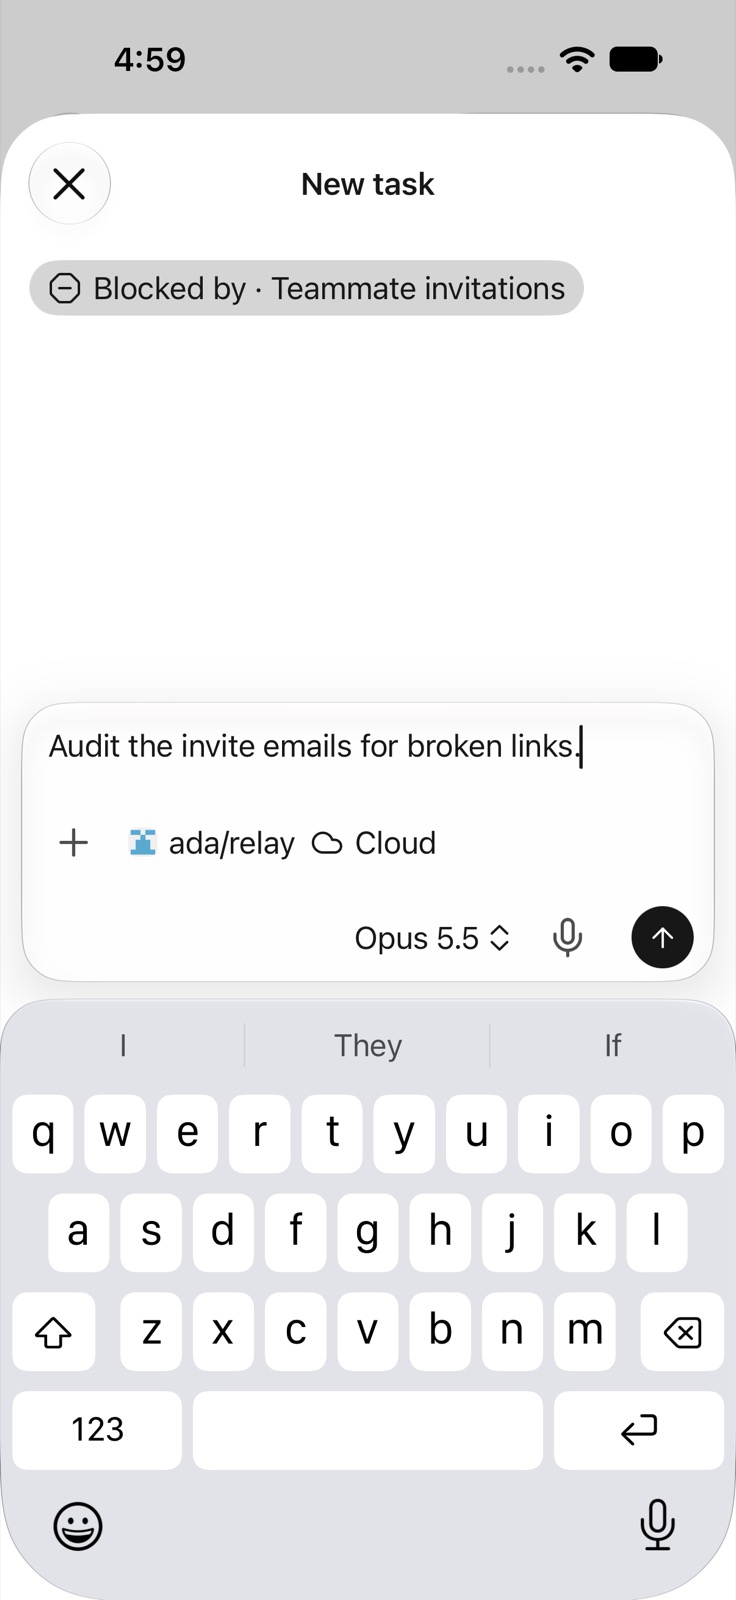 4:59
New task
Blocked by · Teammate invitations
Audit the invite emails for broken links.
ada/relay Cloud
Opus 5.5
I They If
q w e r t y u i o p
a s d f g h j k l
z x c v b n m
123